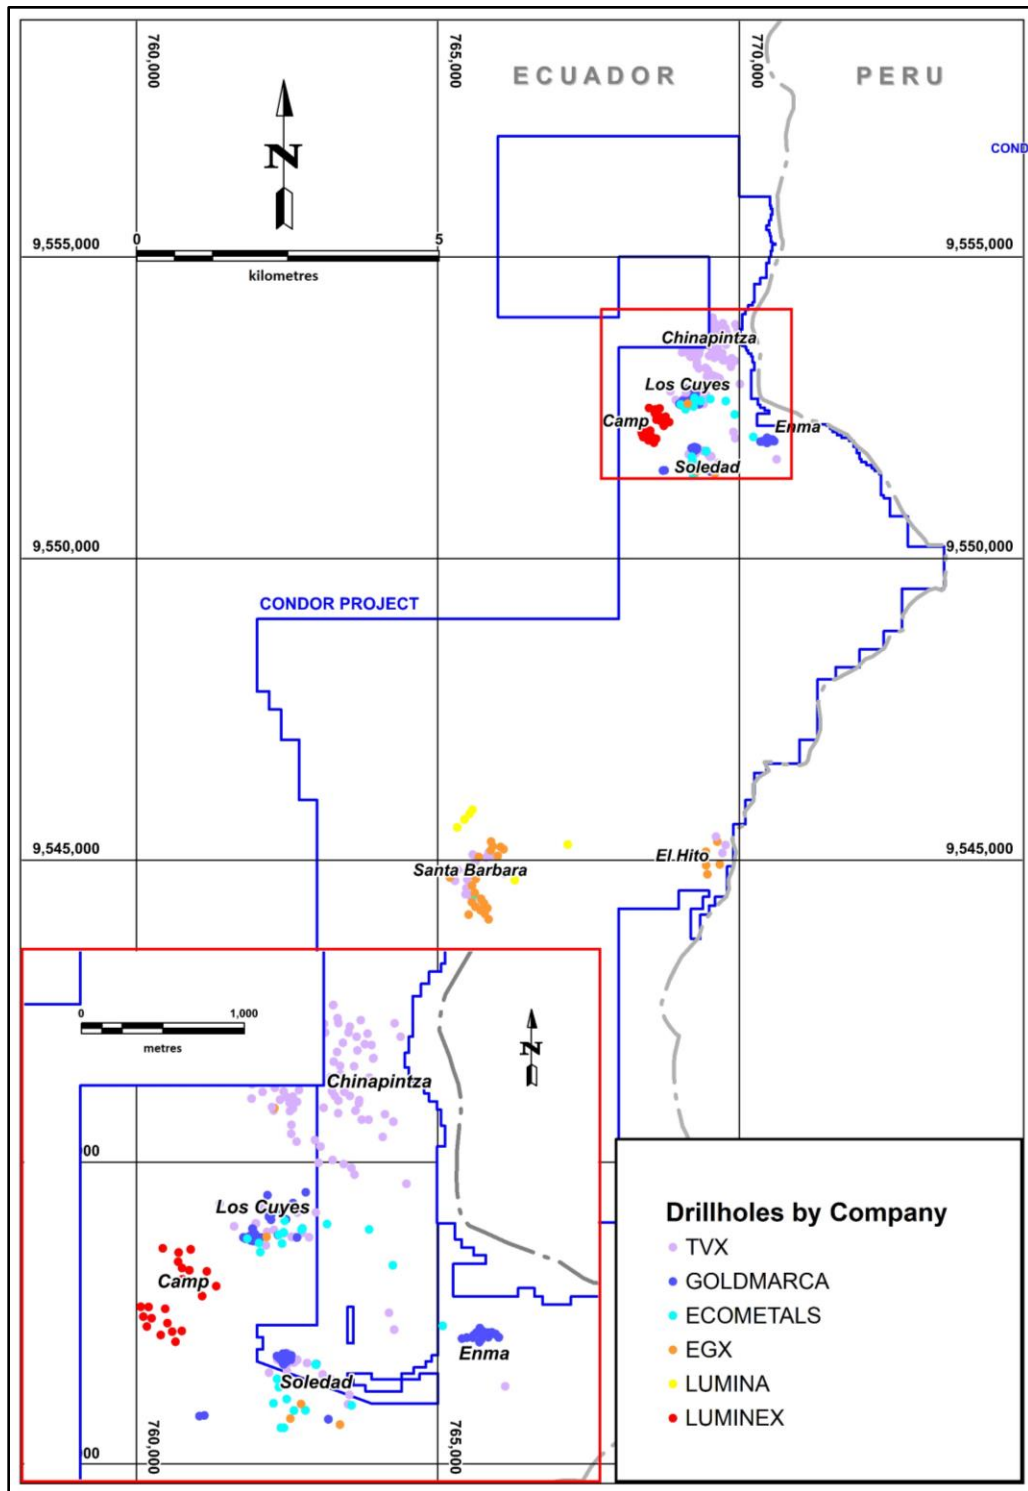 760,000
765,000
770,000
ECUADOR
PERU
COND
N
0
5
kilometres
9,555,000
9,555,000
Chinapintza
Los Cuyes
Camp
Enma
Soledad
9,550,000
9,550,000
CONDOR PROJECT
9,545,000
9,545,000
Santa Barbara
El Hito
0
1,000
metres
N
Chinapintza
Los Cuyes
Camp
Enma
Soledad
00
00
760,000
765,000
Drillholes by Company
TVX
GOLDMARCA
ECOMETALS
EGX
LUMINA
LUMINEX